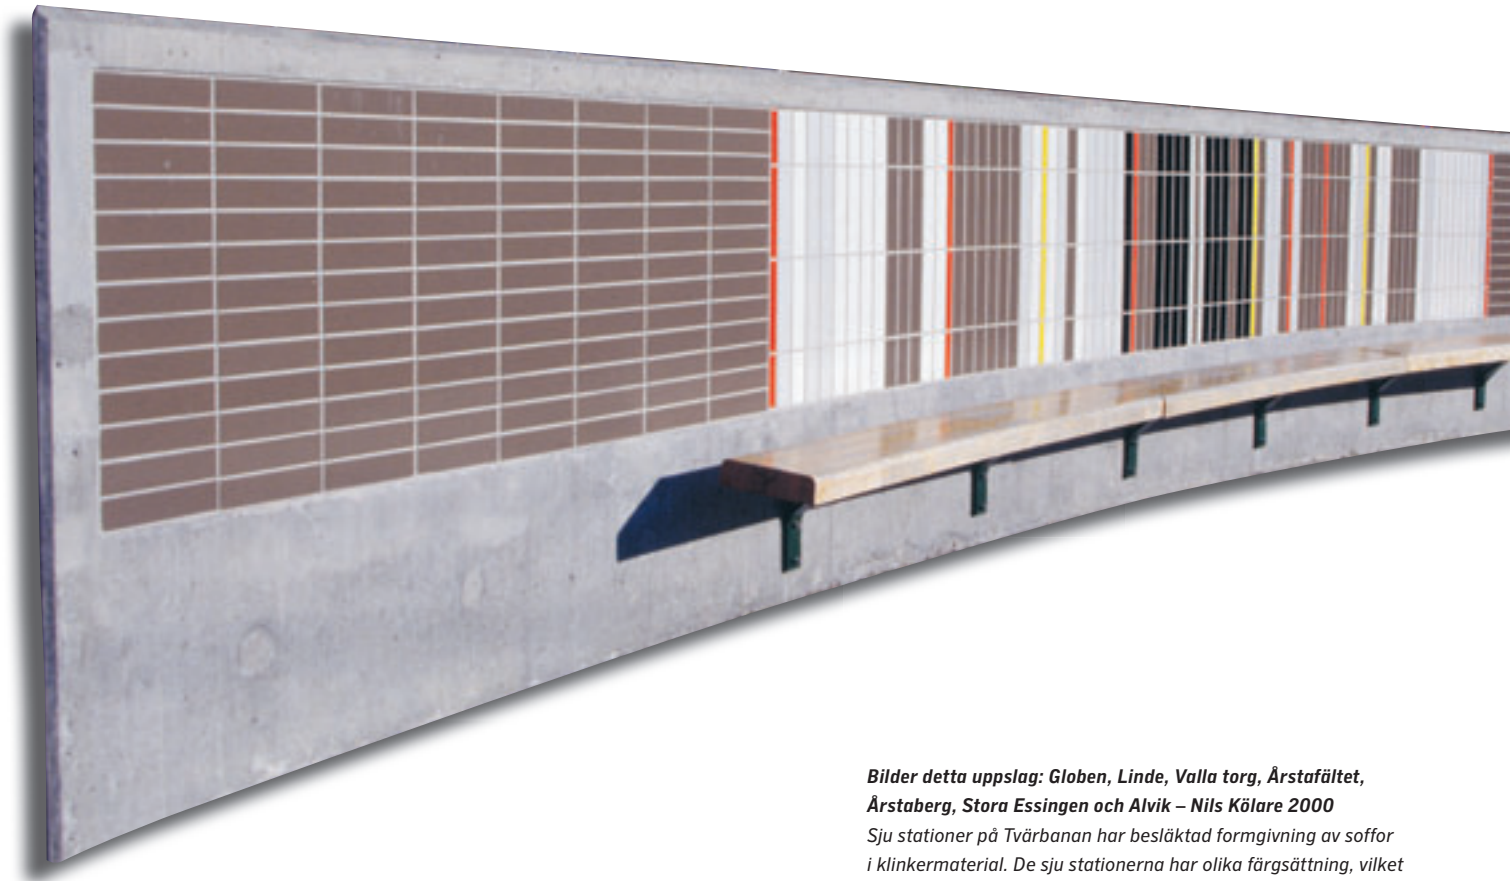 Bilder detta uppslag: Globen, Linde, Valla torg, Årstafältet,
Årstaberg, Stora Essingen och Alvik – Nils Kölare 2000
Sju stationer på Tvärbanan har besläktad formgivning av soffor
i klinkermaterial. De sju stationerna har olika färgsättning, vilket